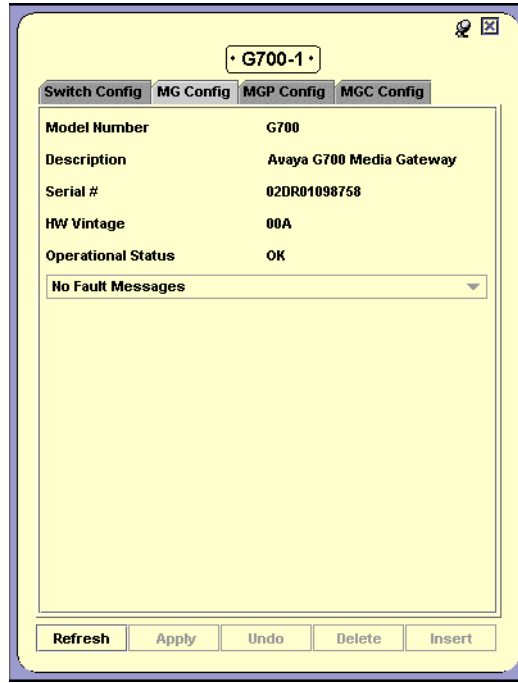 • G700-1 •
Switch Config MG Config MGP Config MGC Config
Model Number G700
Description Avaya G700 Media Gateway
Serial # 02DR01098758
HW Vintage 00A
Operational Status OK
No Fault Messages
Refresh Apply Undo Delete Insert